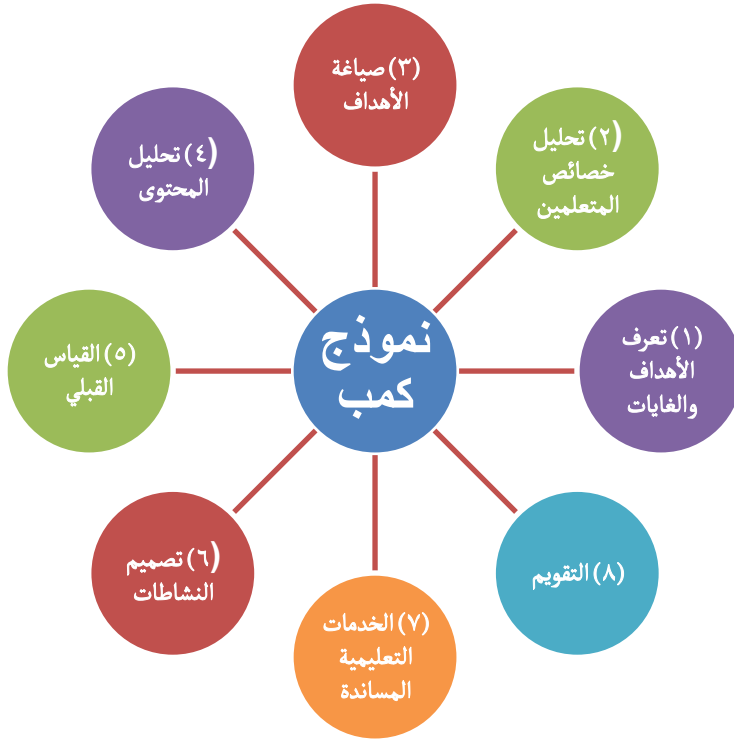 نموذج
كمب
(١) تعرف
الأهداف
والغايات
(٢) تحليل
خصائص
المتعلمين
(٣) صياغة
الأهداف
(٤) تحليل
المحتوى
(٥) القياس
القبلي
(٦) تصميم
النشاطات
(٧) الخدمات
التعليمية
المساندة
(٨) التقويم